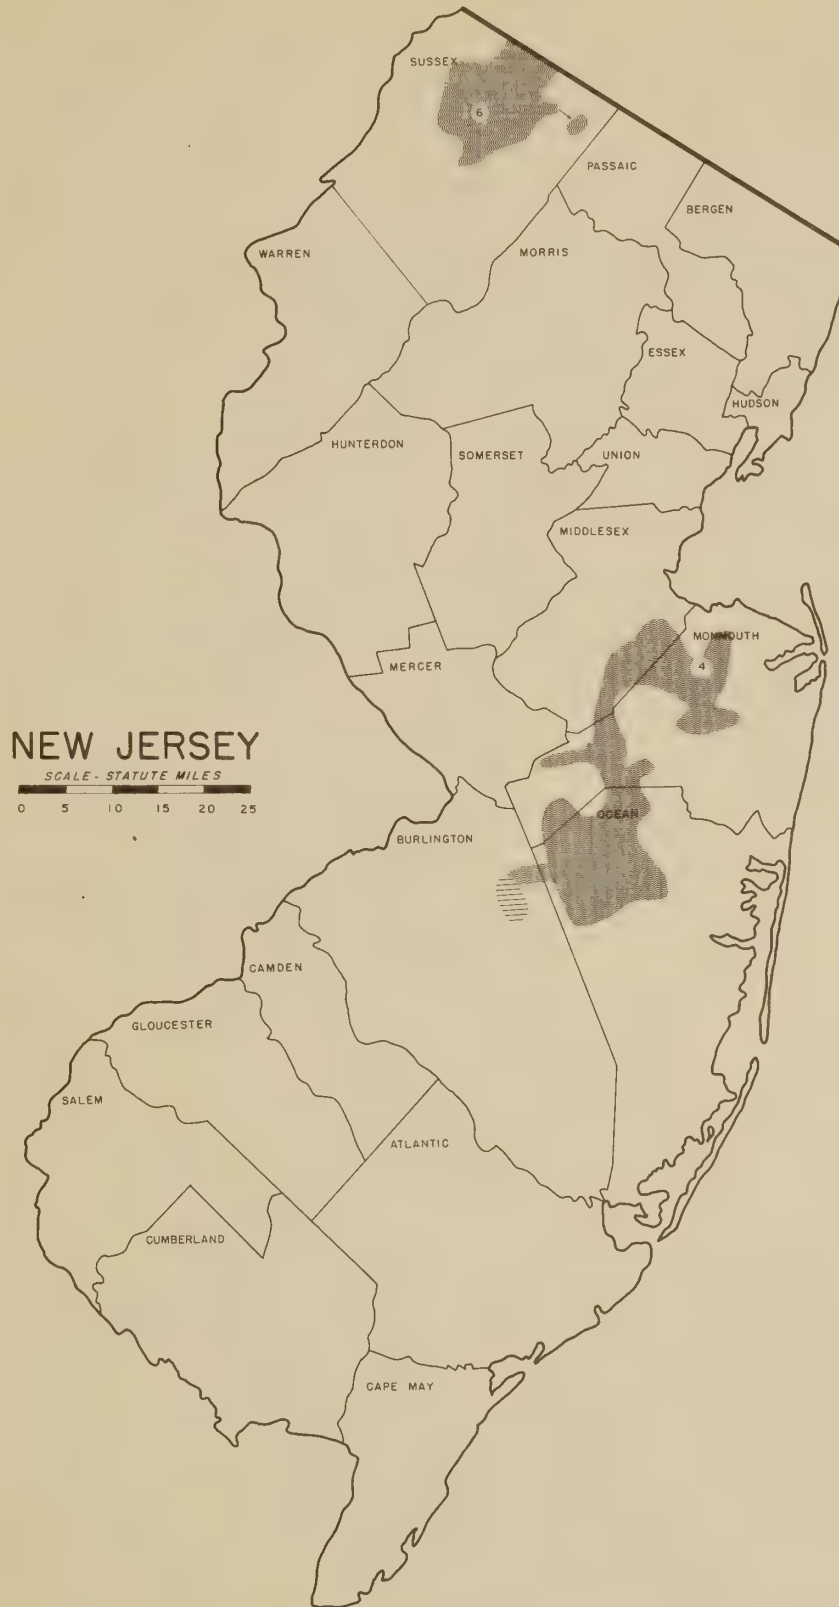 SUSSEX
6
PASSAIC
BERGEN
WARREN
MORRIS
ESSEX
HUDSON
HUNTERDON
SOMERSET
UNION
MIDDLESEX
MONMOUTH
MERCER
4
NEW JERSEY
SCALE - STATUTE MILES
0 5 10 15 20 25
OCEAN
BURLINGTON
CAMDEN
GLOUCESTER
SALEM
ATLANTIC
CUMBERLAND
CAPE MAY